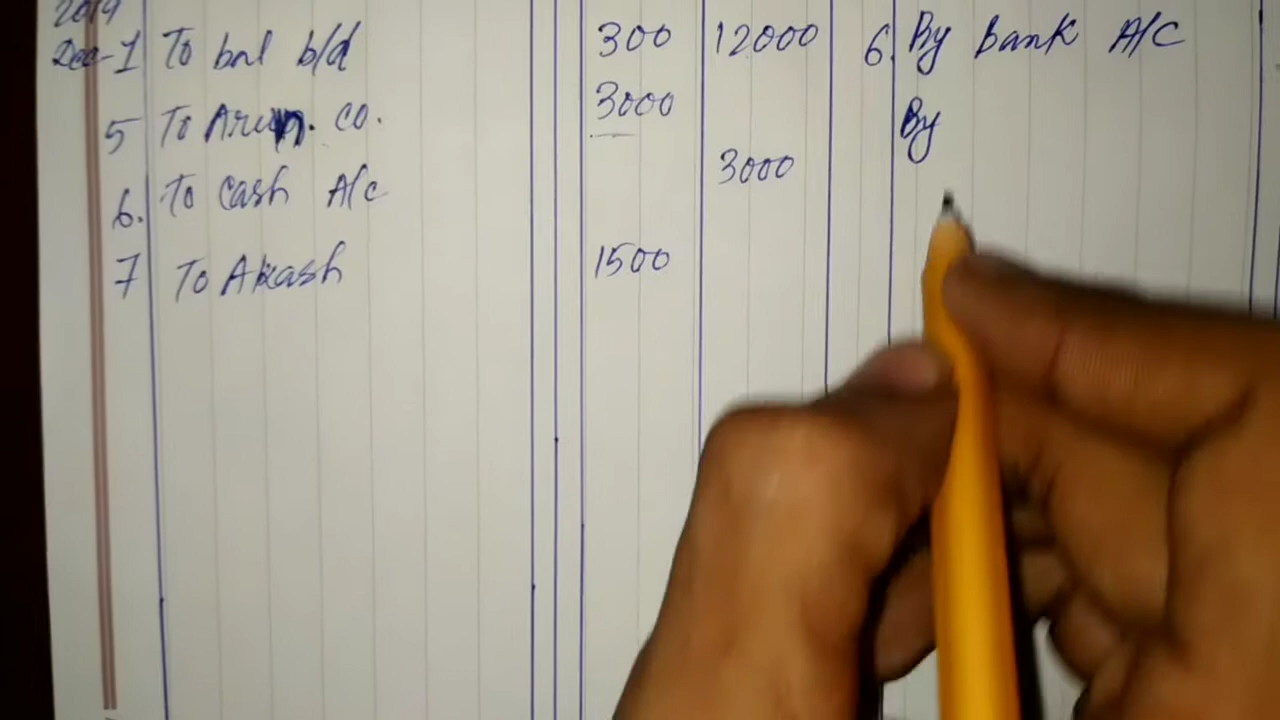 2019
Dec-1 To bal b/d 300 12000 6. By Bank A/C
5 To Arun. co. 3000 By
6. To Cash A/c 3000
7 To Akash 1500